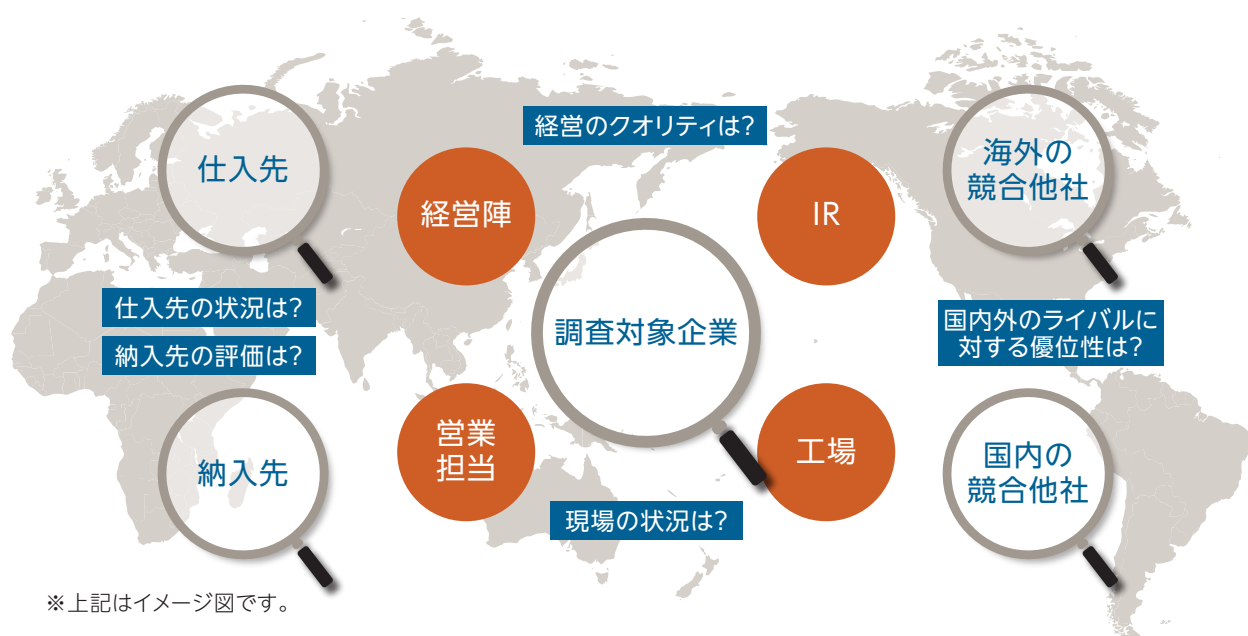 経営のクオリティは?
仕入先
経営陣
IR
海外の
競合他社
仕入先の状況は?
納入先の評価は?
調査対象企業
国内外のライバルに
対する優位性は?
納入先
営業
担当
工場
国内の
競合他社
現場の状況は?
※上記はイメージ図です。